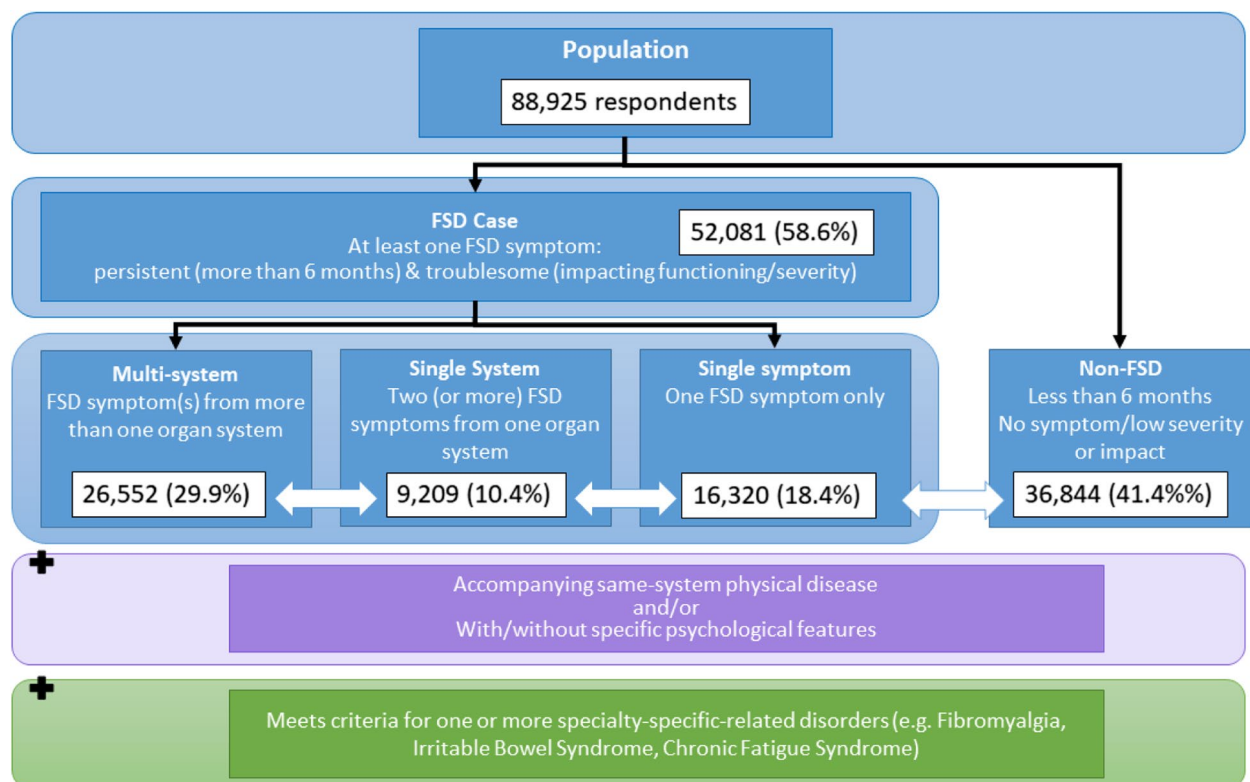 Population
88,925 respondents
FSD Case
52,081 (58.6%)
At least one FSD symptom:
persistent (more than 6 months) & troublesome (impacting functioning/severity)
Multi-system
FSD symptom(s) from more
than one organ system
26,552 (29.9%)
Single System
Two (or more) FSD
symptoms from one organ
system
9,209 (10.4%)
Single symptom
One FSD symptom only
16,320 (18.4%)
Non-FSD
Less than 6 months
No symptom/low severity
or impact
36,844 (41.4%%)
Accompanying same-system physical disease
and/or
With/without specific psychological features
Meets criteria for one or more specialty-specific-related disorders (e.g. Fibromyalgia,
Irritable Bowel Syndrome, Chronic Fatigue Syndrome)